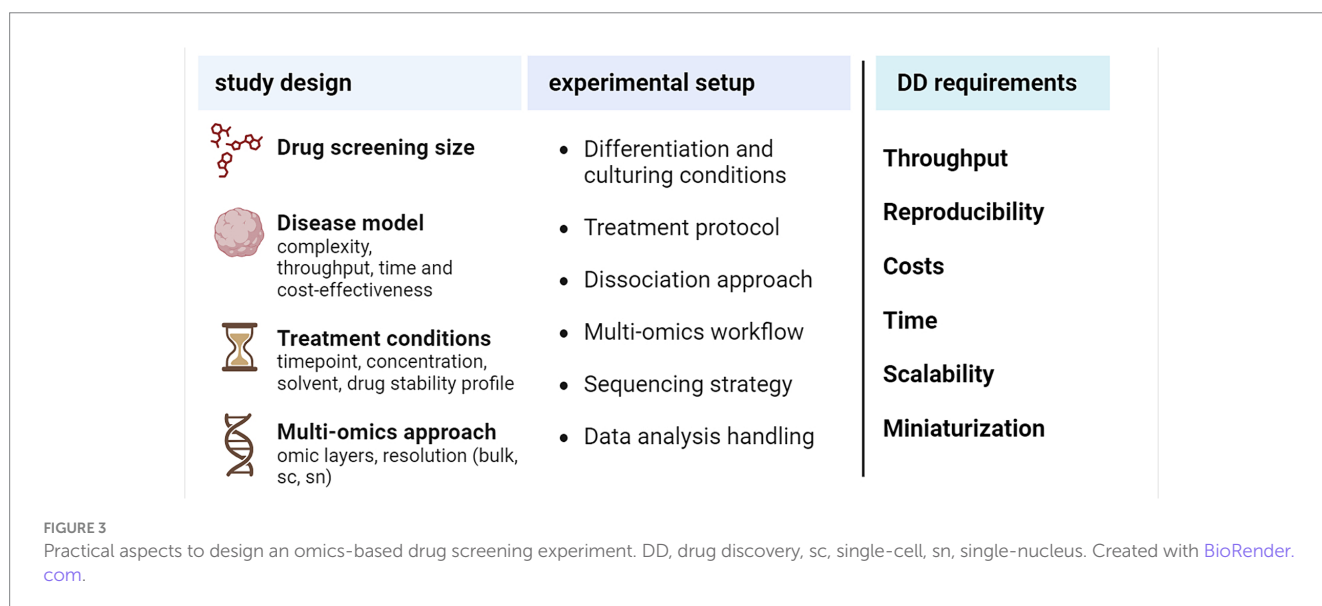 study design
Drug screening size
Disease model
complexity,
throughput, time and
cost-effectiveness
Treatment conditions
timepoint, concentration,
solvent, drug stability profile
Multi-omics approach
omic layers, resolution (bulk,
sc, sn)
experimental setup
• Differentiation and
culturing conditions
• Treatment protocol
• Dissociation approach
• Multi-omics workflow
• Sequencing strategy
• Data analysis handling
DD requirements
Throughput
Reproducibility
Costs
Time
Scalability
Miniaturization
FIGURE 3
Practical aspects to design an omics-based drug screening experiment. DD, drug discovery, sc, single-cell, sn, single-nucleus. Created with BioRender.
com.